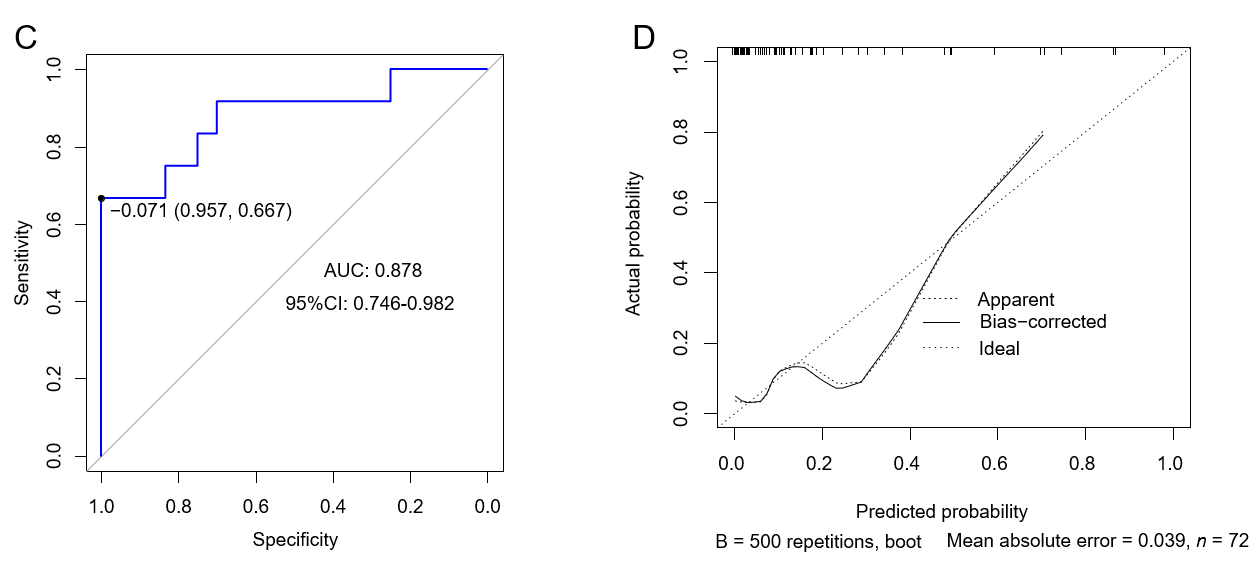 C
1.0
0.8
0.6
0.4
0.2
0.0
Sensitivity
−0.071 (0.957, 0.667)
AUC: 0.878
95%CI: 0.746-0.982
1.0 0.8 0.6 0.4 0.2 0.0
Specificity
D
1.0
0.8
0.6
0.4
0.2
0.0
Actual probability
Apparent
Bias−corrected
Ideal
0.0 0.2 0.4 0.6 0.8 1.0
Predicted probability
B = 500 repetitions, boot Mean absolute error = 0.039, n = 72